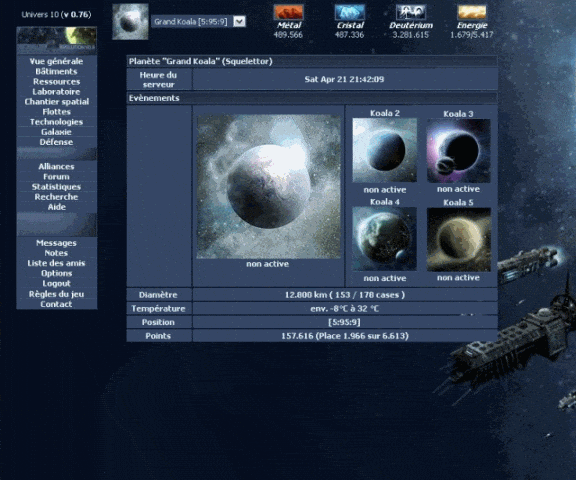 Univers 10 (v 0.76)
Grand Koala [5:95:9]
Métal
Cristal
Deutérium
Energie
489.566
487.336
3.281.615
1.679/5.417
Vue générale
Bâtiments
Ressources
Laboratoire
Chantier spatial
Flottes
Technologies
Galaxie
Défense
Alliances
Forum
Statistiques
Recherche
Aide
Messages
Notes
Liste des amis
Options
Logout
Règles du jeu
Contact
Planète "Grand Koala" (Squelettor)
Heure du
serveur
Sat Apr 21 21:42:09
Evènements
non active
Koala 2
Koala 3
non active
non active
Koala 4
Koala 5
non active
non active
Diamètre
12.800 km ( 153 / 178 cases )
Température
env. -8°C à 32 °C
Position
[5:95:9]
Points
157.616 (Place 1.966 sur 6.613)